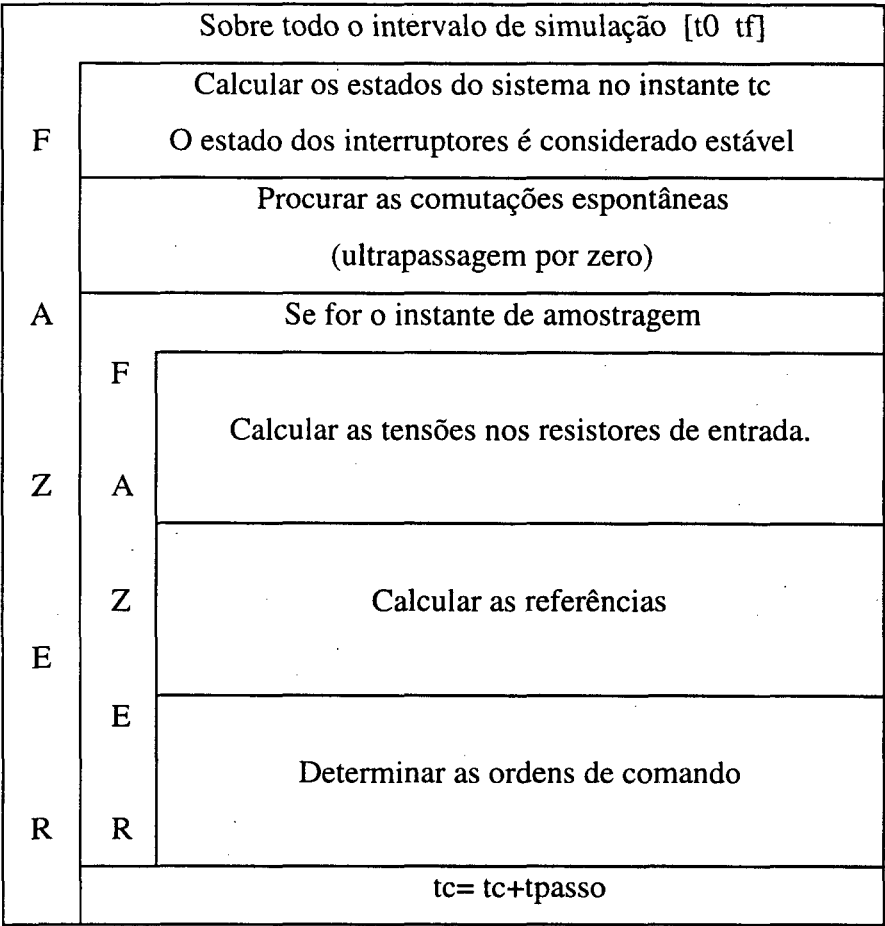 Sobre todo o intervalo de simulação [t0 tf]
F
A
Z
E
R
Calcular os estados do sistema no instante tc
O estado dos interruptores é considerado estável
Procurar as comutações espontâneas
(ultrapassagem por zero)
Se for o instante de amostragem
F
A
Z
E
R
Calcular as tensões nos resistores de entrada.
Calcular as referências
Determinar as ordens de comando
tc= tc+tpasso